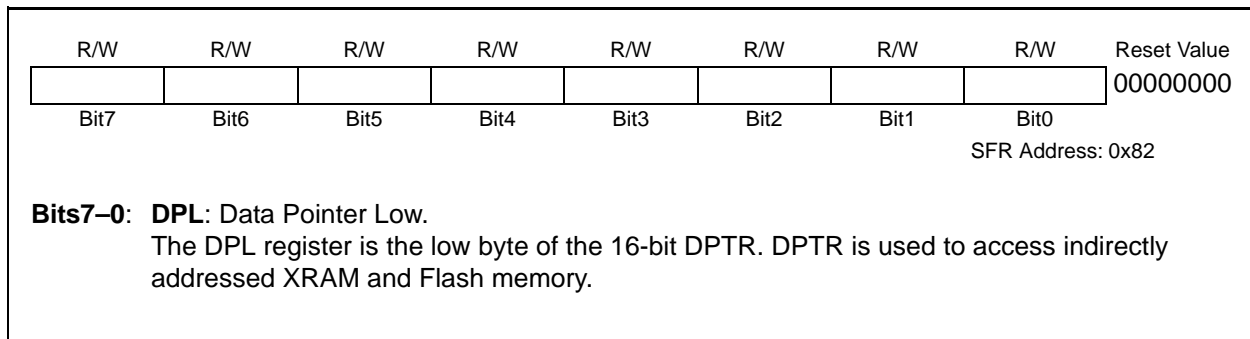 R/W R/W R/W R/W R/W R/W R/W R/W Reset Value
00000000
Bit7 Bit6 Bit5 Bit4 Bit3 Bit2 Bit1 Bit0
SFR Address: 0x82
Bits7–0: DPL: Data Pointer Low.
The DPL register is the low byte of the 16-bit DPTR. DPTR is used to access indirectly
addressed XRAM and Flash memory.